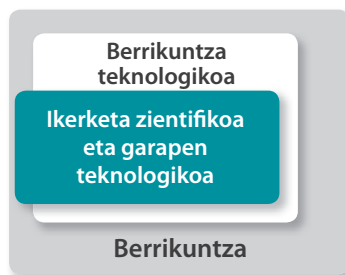 Berrikuntza
teknologikoa
Ikerketa zientifikoa
eta garapen
teknologikoa
Berrikuntza